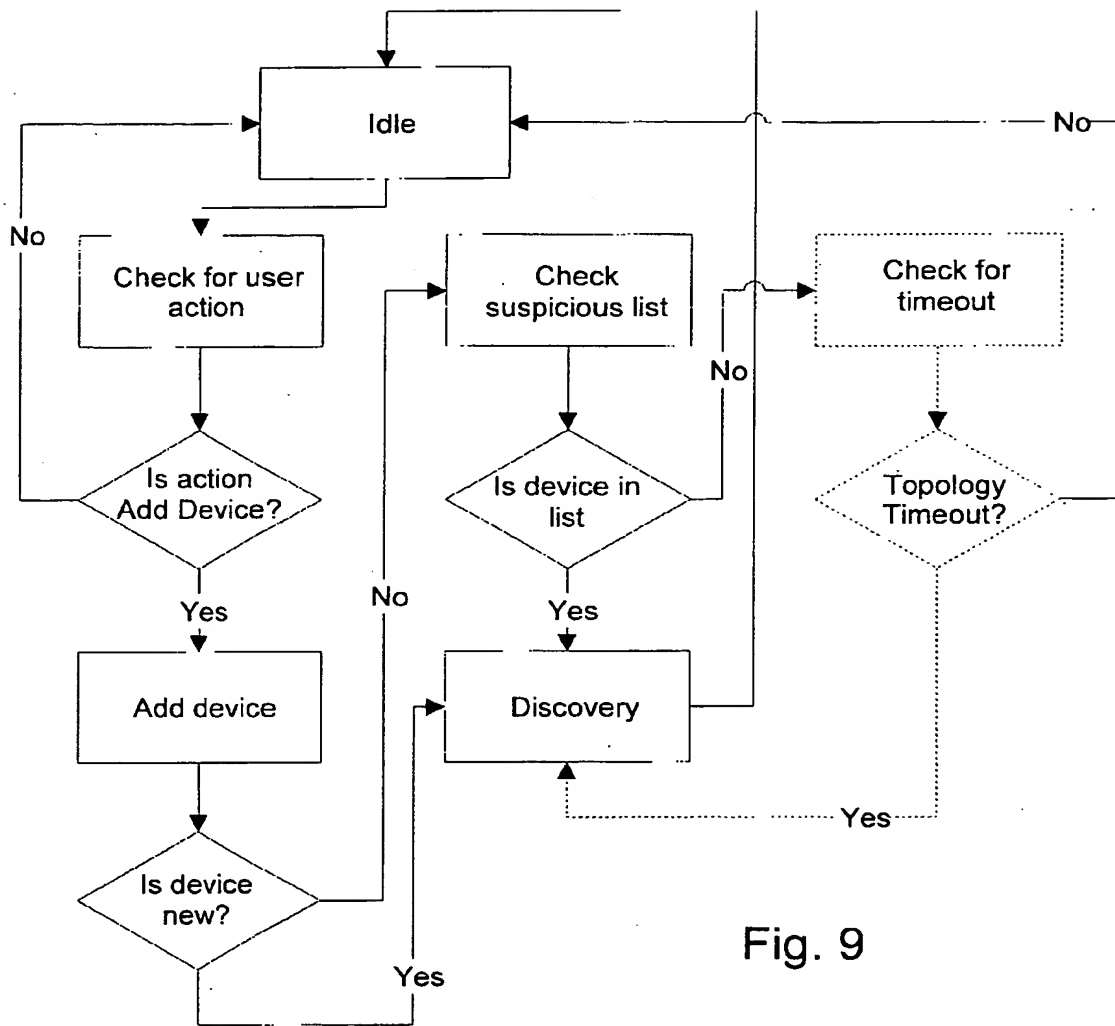 Idle
No
No
Check for user
action
Check
suspicious list
Check for
timeout
No
Is action
Add Device?
Is device in
list
Topology
Timeout?
Yes
No
Yes
Add device
Discovery
Yes
Is device
new?
Yes
Fig. 9